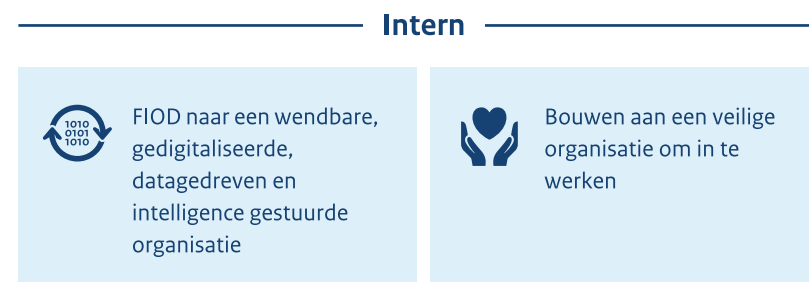 Intern
1010
0101
1010
FIOD naar een wendbare,
gedigitaliseerde,
datagedreven en
intelligence gestuurde
organisatie
Bouwen aan een veilige
organisatie om in te
werken